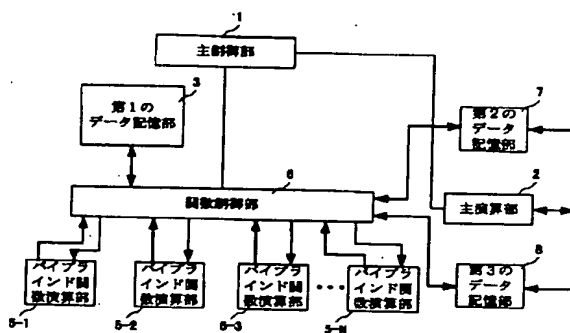 1
主制御部
3
第1の
データ記憶部
7
第2の
データ
記憶部
6
関数制御部
2
主演算部
8
第3の
データ
記憶部
パイプラ
インド関
数演算部
5-1
パイプラ
インド関
数演算部
5-2
パイプラ
インド関
数演算部
5-3
...
パイプラ
インド関
数演算部
5-N